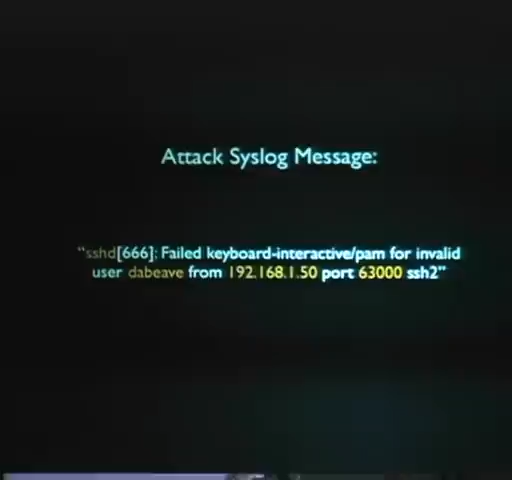 Attack Syslog Message:
"sshd[666]: Failed keyboard-interactive/pam for invalid
user dabeave from 192.168.1.50 port 63000 ssh2"